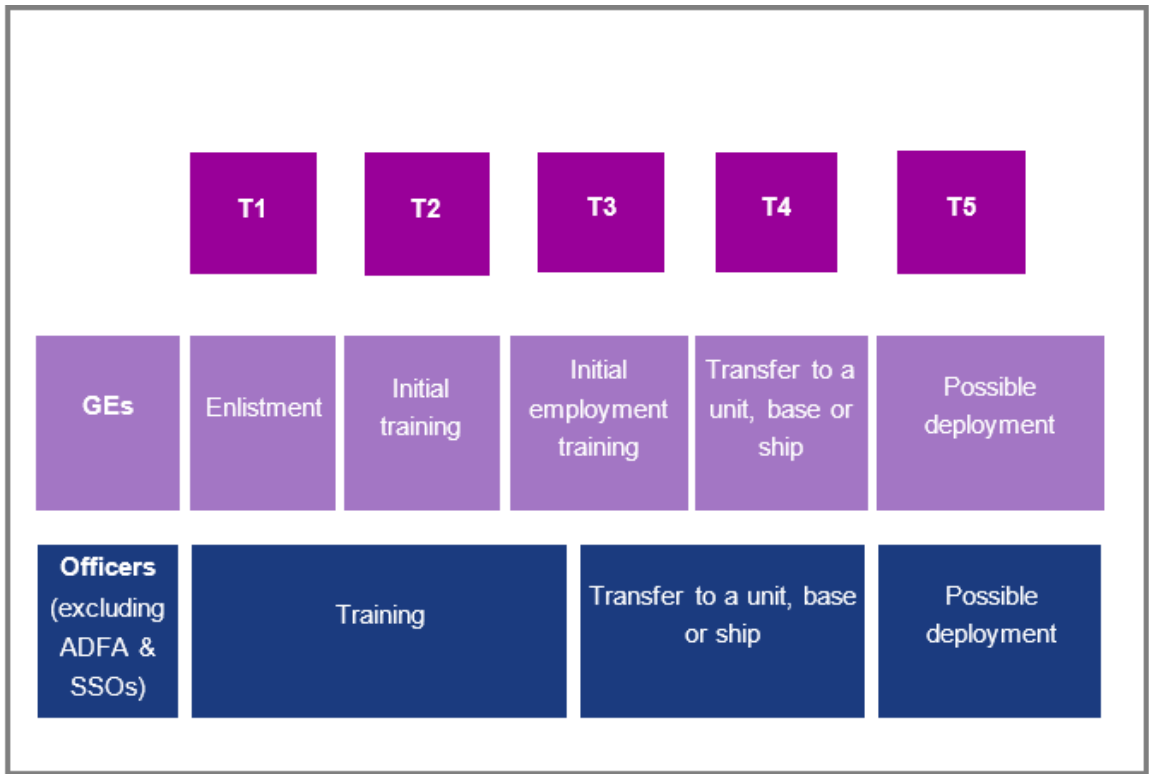 T1
T2
T3
T4
T5
GEs
Enlistment
Initial
training
Initial
employment
training
Transfer to a
unit, base or
ship
Possible
deployment
Officers
(excluding
ADFA &
SSOs)
Training
Transfer to a unit, base
or ship
Possible
deployment